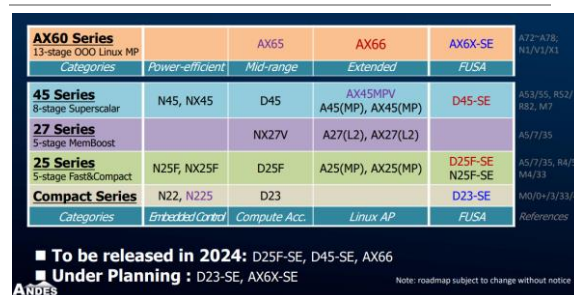 AX60 Series
13-stage OOO Linux MP
AX65
AX66
AX6X-SE
A72~A78;
N1/V1/X1
Categories
Power-efficient
Mid-range
Extended
FUSA
45 Series
8-stage Superscalar
N45, NX45
D45
AX45MPV
A45(MP), AX45(MP)
D45-SE
A53/55, R52/
R82, M7
27 Series
5-stage MemBoost
NX27V
A27(L2), AX27(L2)
A5/7/35
25 Series
5-stage Fast&Compact
N25F, NX25F
D25F
A25(MP), AX25(MP)
D25F-SE
N25F-SE
A5/7/35, R4/5
M4/33
Compact Series
N22, N225
D23
D23-SE
M0/0+/3/33/
Categories
Embedded Control
Compute Acc.
Linux AP
FUSA
References
■ To be released in 2024: D25F-SE, D45-SE, AX66
■ Under Planning : D23-SE, AX6X-SE
ANDES
Note: roadmap subject to change without notice